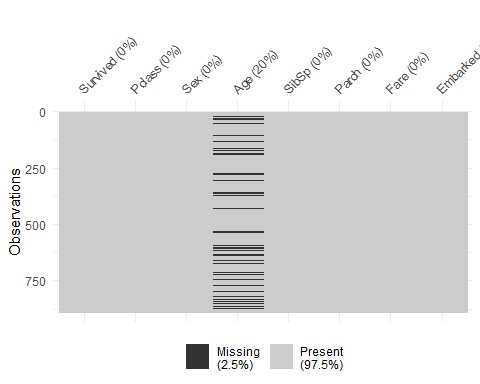 Survived (0%)
Pclass (0%)
Sex (0%)
Age (20%)
SibSp (0%)
Parch (0%)
Fare (0%)
Embarked
0
250
500
750
Observations
Missing
(2.5%)
Present
(97.5%)